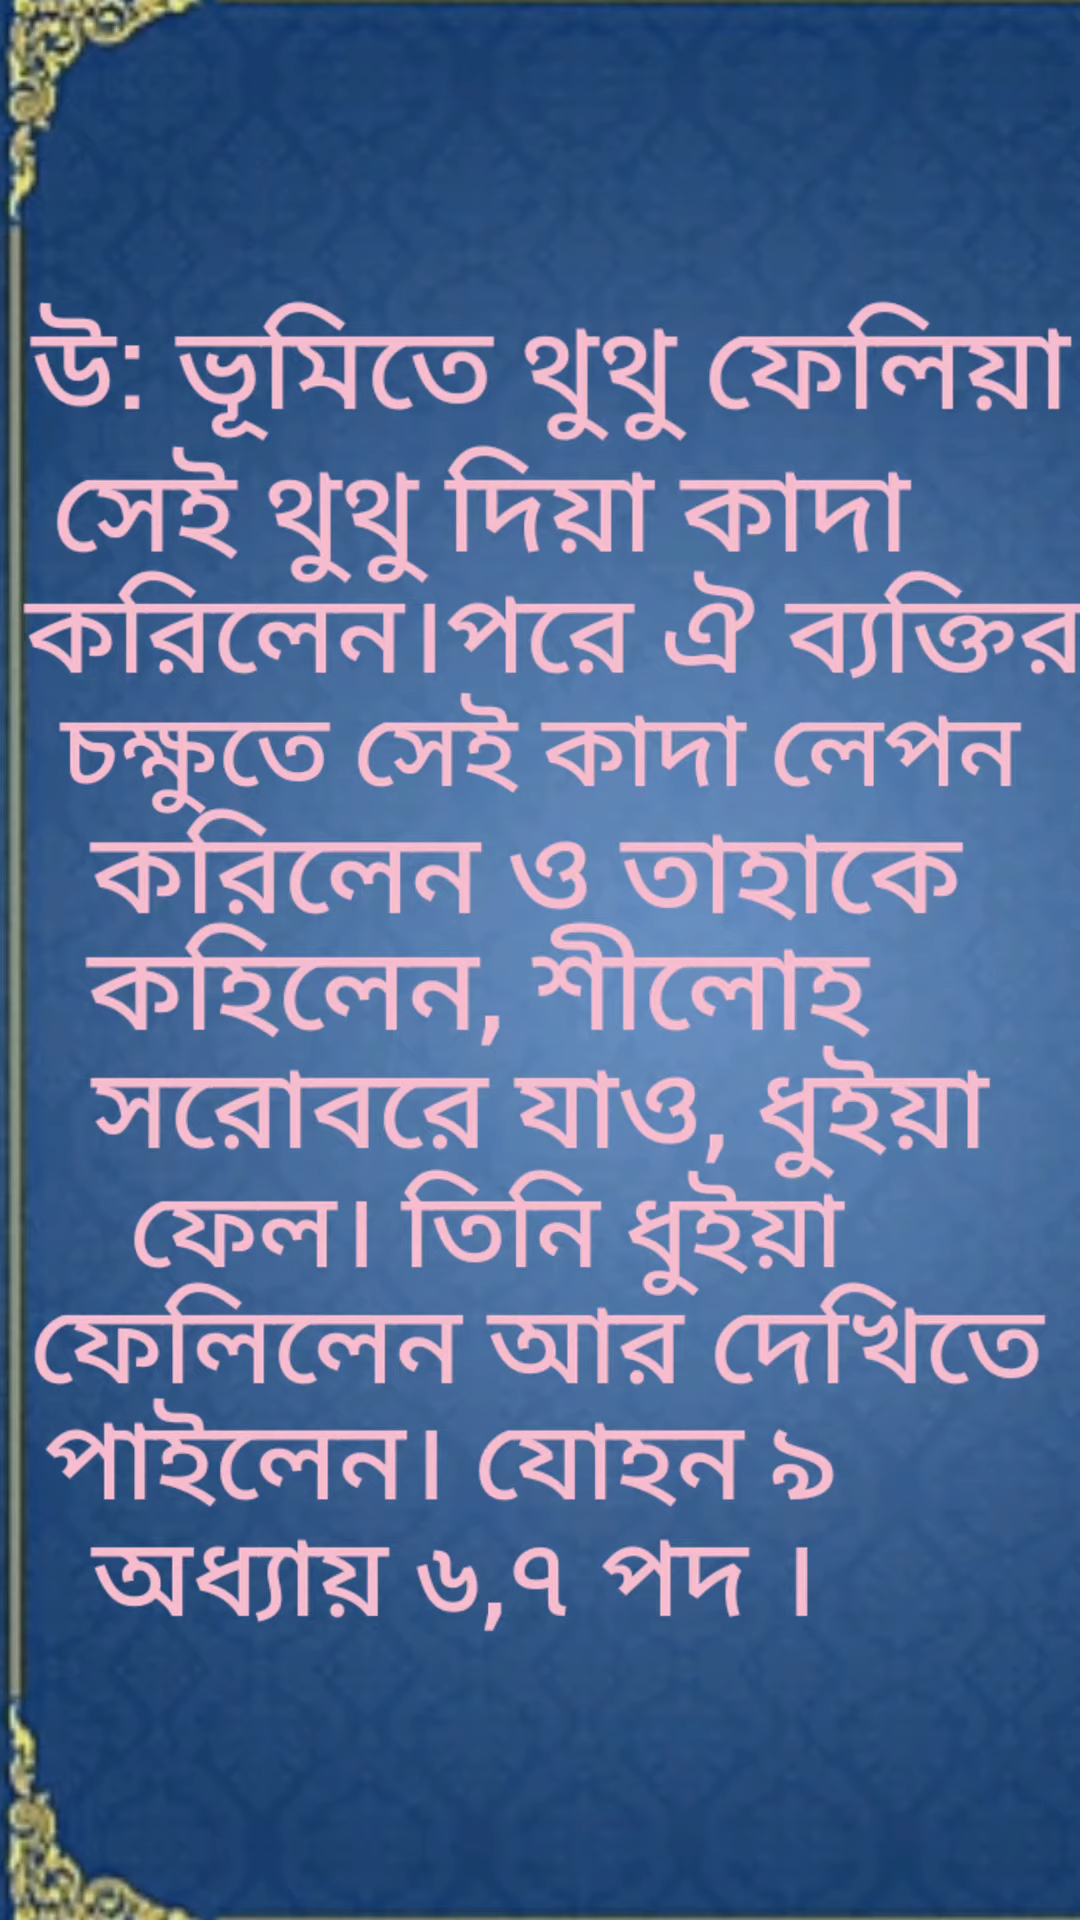 উ: ভূমিতে থুথু ফেলিয়া
সেই থুথু দিয়া কাদা
করিলেন।পরে ঐ ব্যক্তির
চক্ষুতে সেই কাদা লেপন
করিলেন ও তাহাকে
কহিলেন, শীলোহ
সরোবরে যাও, ধুইয়া
ফেল। তিনি ধুইয়া
ফেলিলেন আর দেখিতে
পাইলেন। যোহন ৯
অধ্যায় ৬,৭ পদ ।